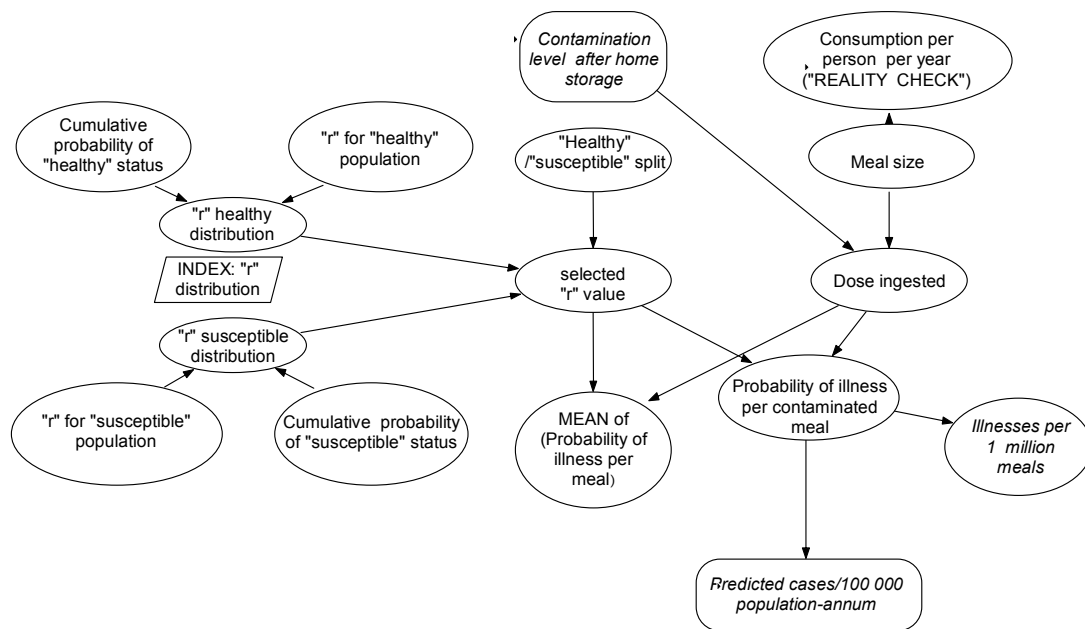 Contamination
level after home
storage
Consumption per
person per year
("REALITY CHECK")
Cumulative
probability of
"healthy" status
"r" for "healthy"
population
"Healthy"
/"susceptible" split
Meal size
"r" healthy
distribution
INDEX: "r"
distribution
selected
"r" value
Dose ingested
"r" susceptible
distribution
"r" for "susceptible"
population
Cumulative probability
of "susceptible" status
MEAN of
(Probability of
illness per
meal)
Probability of illness
per contaminated
meal
Illnesses per
1 million
meals
Predicted cases/100 000
population-annum